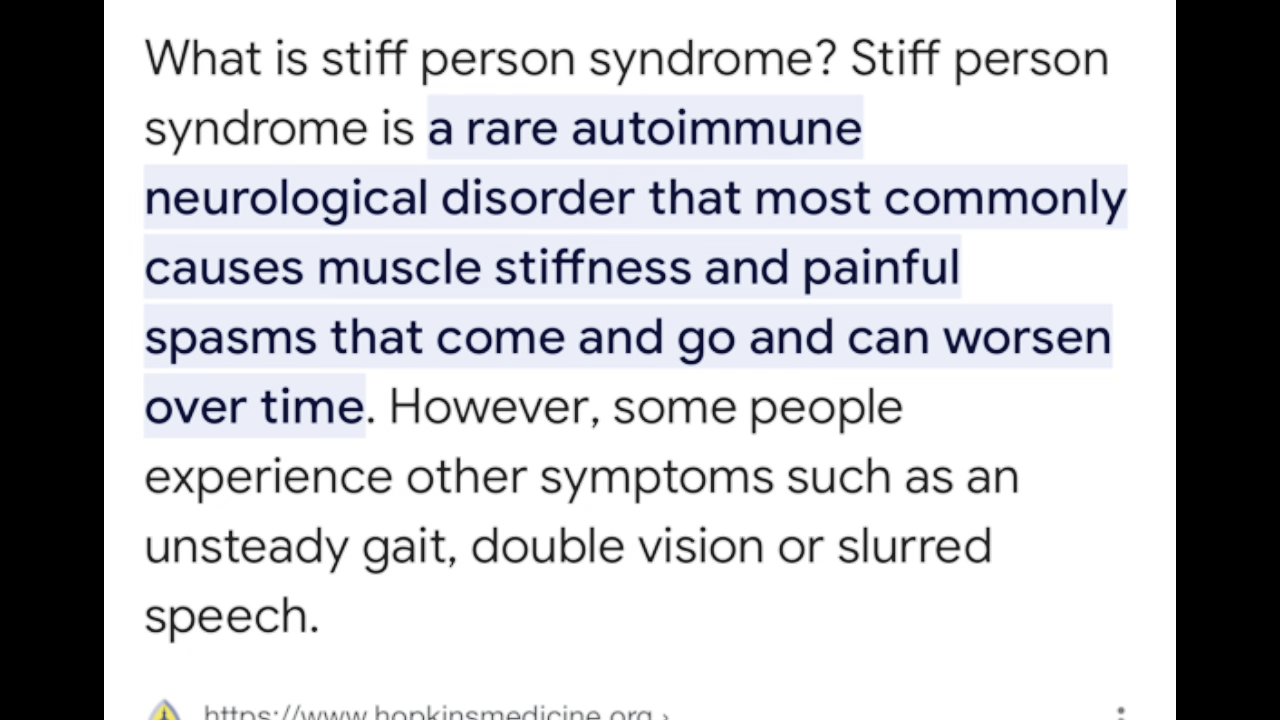 What is stiff person syndrome? Stiff person
syndrome is a rare autoimmune
neurological disorder that most commonly
causes muscle stiffness and painful
spasms that come and go and can worsen
over time. However, some people
experience other symptoms such as an
unsteady gait, double vision or slurred
speech.
https://www.hopkinsmedicine.org ›